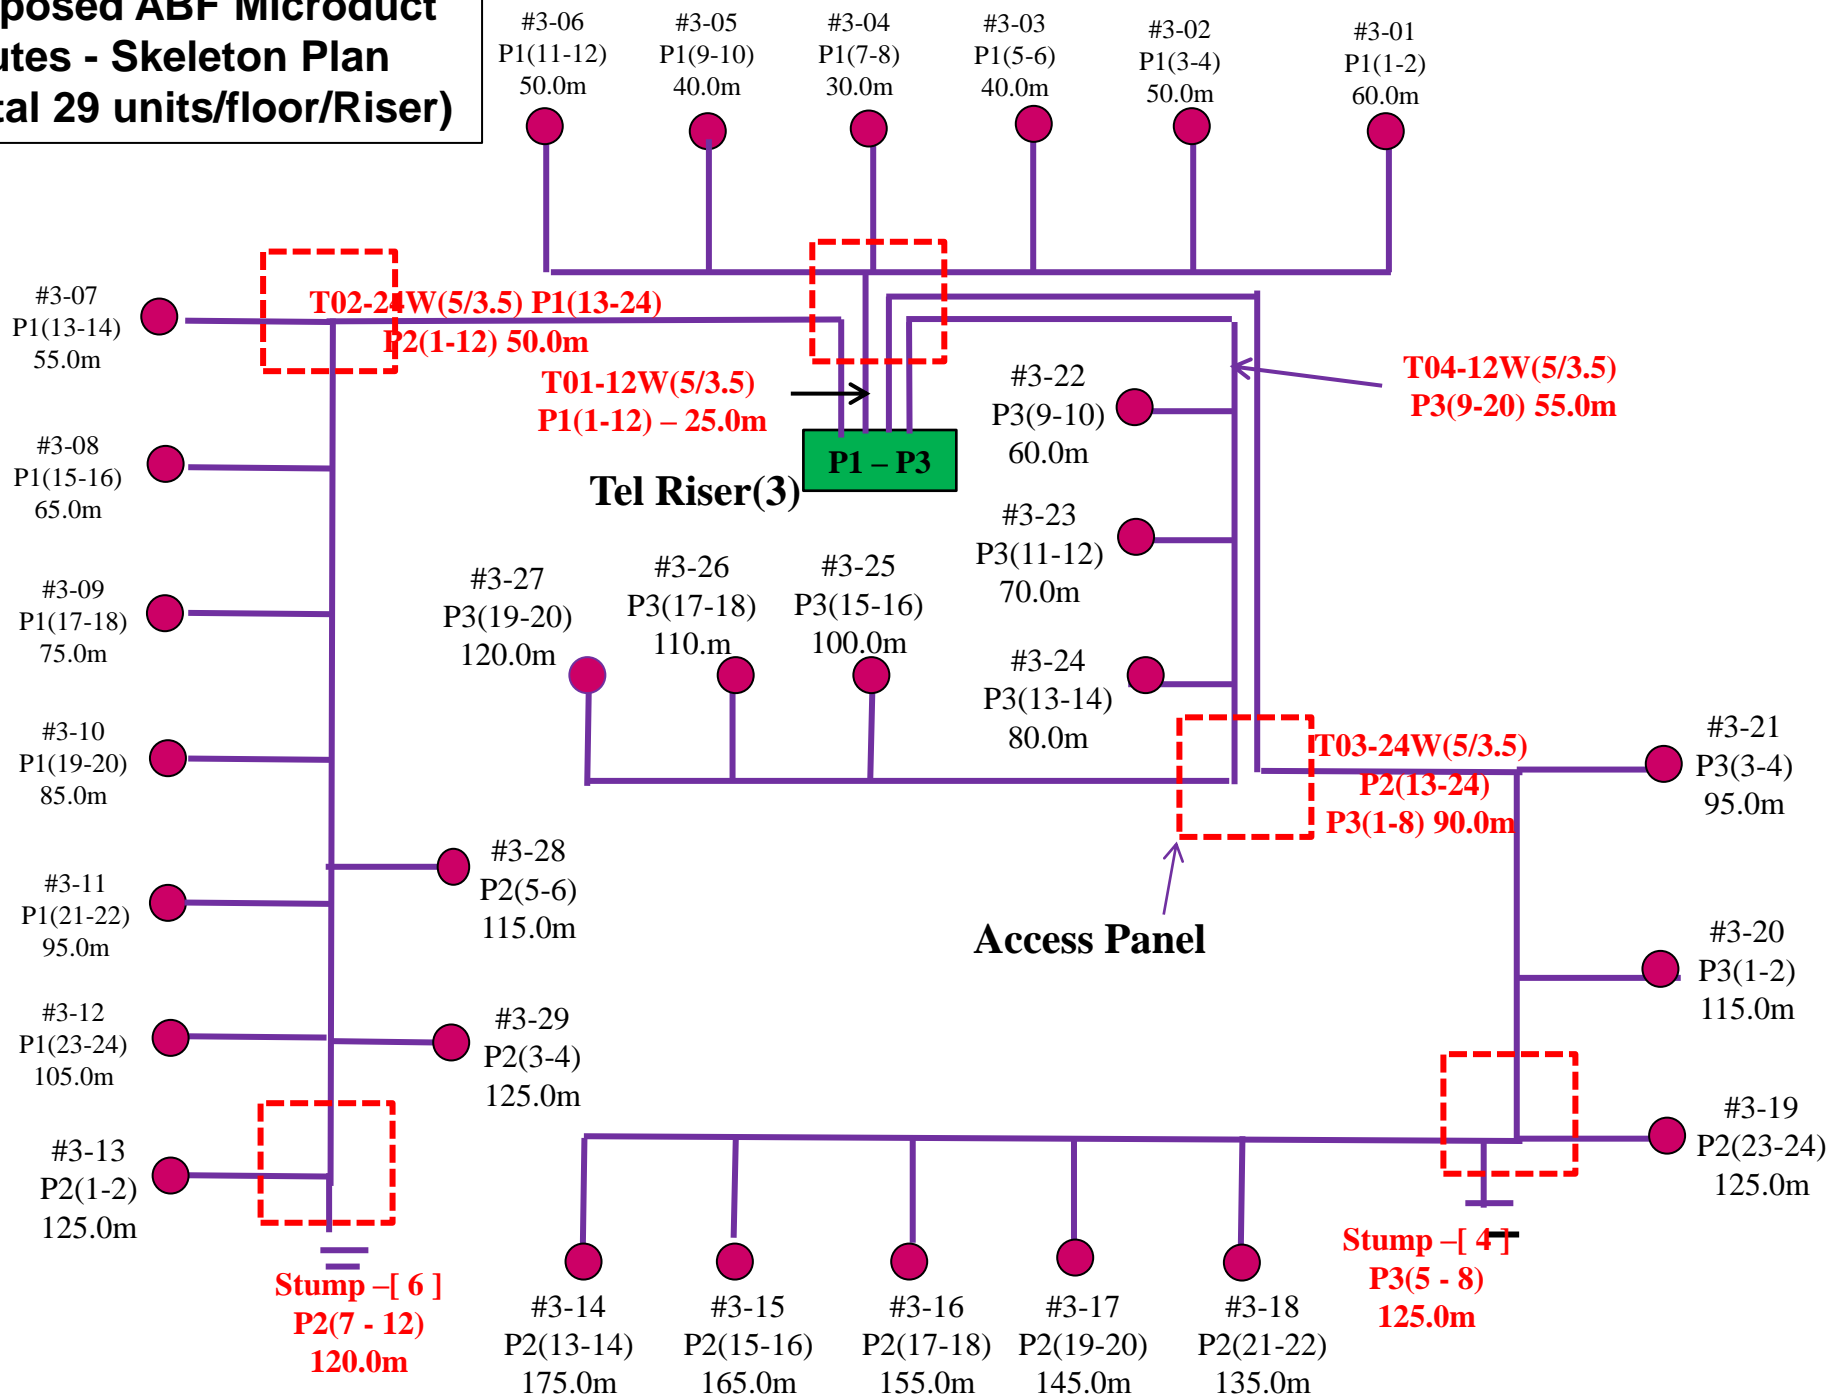 posed ABF Microduct
utes - Skeleton Plan
tal 29 units/floor/Riser)
#3-06
P1(11-12)
50.0m
#3-05
P1(9-10)
40.0m
#3-04
P1(7-8)
30.0m
#3-03
P1(5-6)
40.0m
#3-02
P1(3-4)
50.0m
#3-01
P1(1-2)
60.0m
#3-07
P1(13-14)
55.0m
T02-24W(5/3.5) P1(13-24)
P2(1-12) 50.0m
T01-12W(5/3.5)
P1(1-12) – 25.0m
P1 – P3
Tel Riser(3)
#3-22
P3(9-10)
60.0m
T04-12W(5/3.5)
P3(9-20) 55.0m
#3-08
P1(15-16)
65.0m
#3-23
P3(11-12)
70.0m
#3-09
P1(17-18)
75.0m
#3-27
P3(19-20)
120.0m
#3-26
P3(17-18)
110.m
#3-25
P3(15-16)
100.0m
#3-24
P3(13-14)
80.0m
#3-10
P1(19-20)
85.0m
T03-24W(5/3.5)
P2(13-24)
P3(1-8) 90.0m
#3-21
P3(3-4)
95.0m
#3-28
P2(5-6)
115.0m
#3-11
P1(21-22)
95.0m
Access Panel
#3-20
P3(1-2)
115.0m
#3-12
P1(23-24)
105.0m
#3-29
P2(3-4)
125.0m
#3-13
P2(1-2)
125.0m
#3-19
P2(23-24)
125.0m
Stump –[ 6 ]
P2(7 - 12)
120.0m
#3-14
P2(13-14)
175.0m
#3-15
P2(15-16)
165.0m
#3-16
P2(17-18)
155.0m
#3-17
P2(19-20)
145.0m
#3-18
P2(21-22)
135.0m
Stump –[ 4 ]
P3(5 - 8)
125.0m